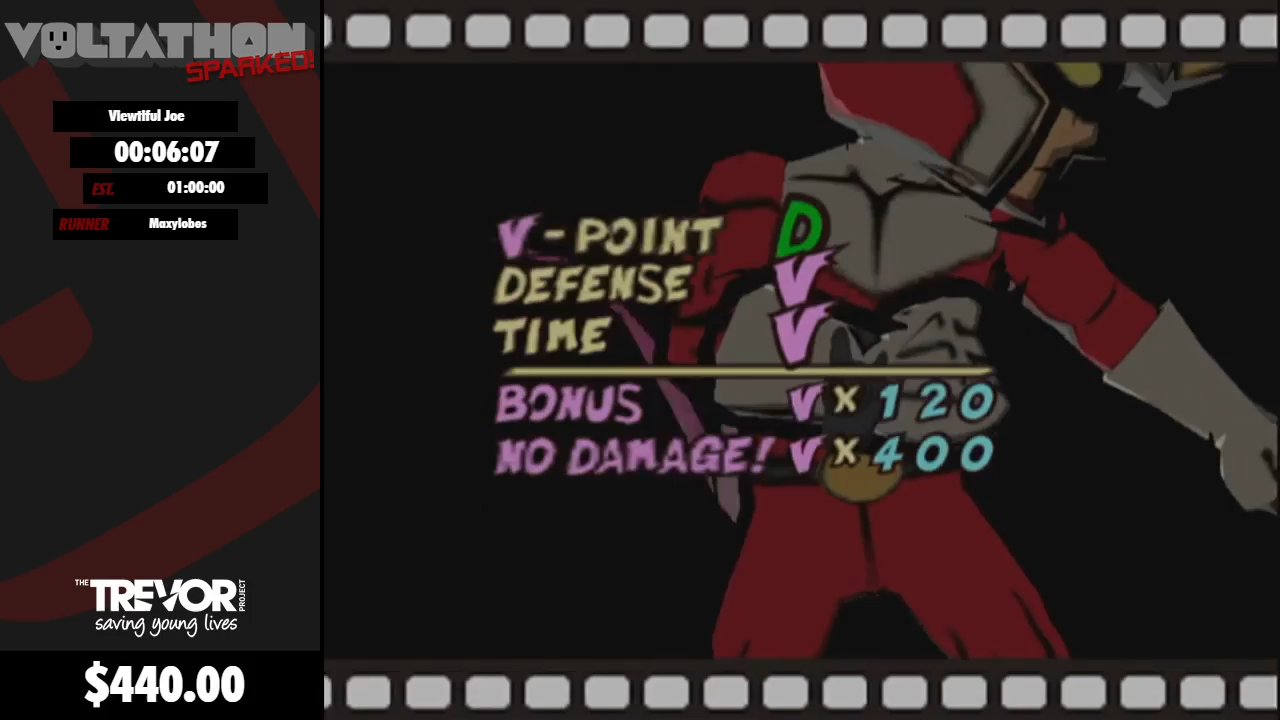 VOLTATHON
SPARKED!
Viewtiful Joe
00:06:07
EST. 01:00:00
RUNNER Maxylobes
THE TREVOR PROJECT
saving young lives
$440.00
V-POINT D
DEFENSE V
TIME V
BONUS V x 120
NO DAMAGE! V x 400